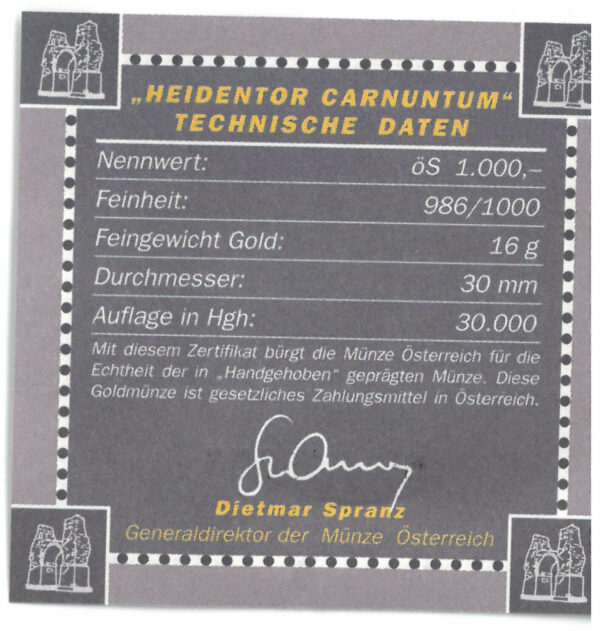 „HEIDENTOR CARNUNTUM“
TECHNISCHE DATEN
Nennwert: öS 1.000,–
Feinheit: 986/1000
Feingewicht Gold: 16 g
Durchmesser: 30 mm
Auflage in Hgh: 30.000
Mit diesem Zertifikat bürgt die Münze Österreich für die
Echtheit der in „Handgehoben“ geprägten Münze. Diese
Goldmünze ist gesetzliches Zahlungsmittel in Österreich.
Dietmar Spranz
Generaldirektor der Münze Österreich